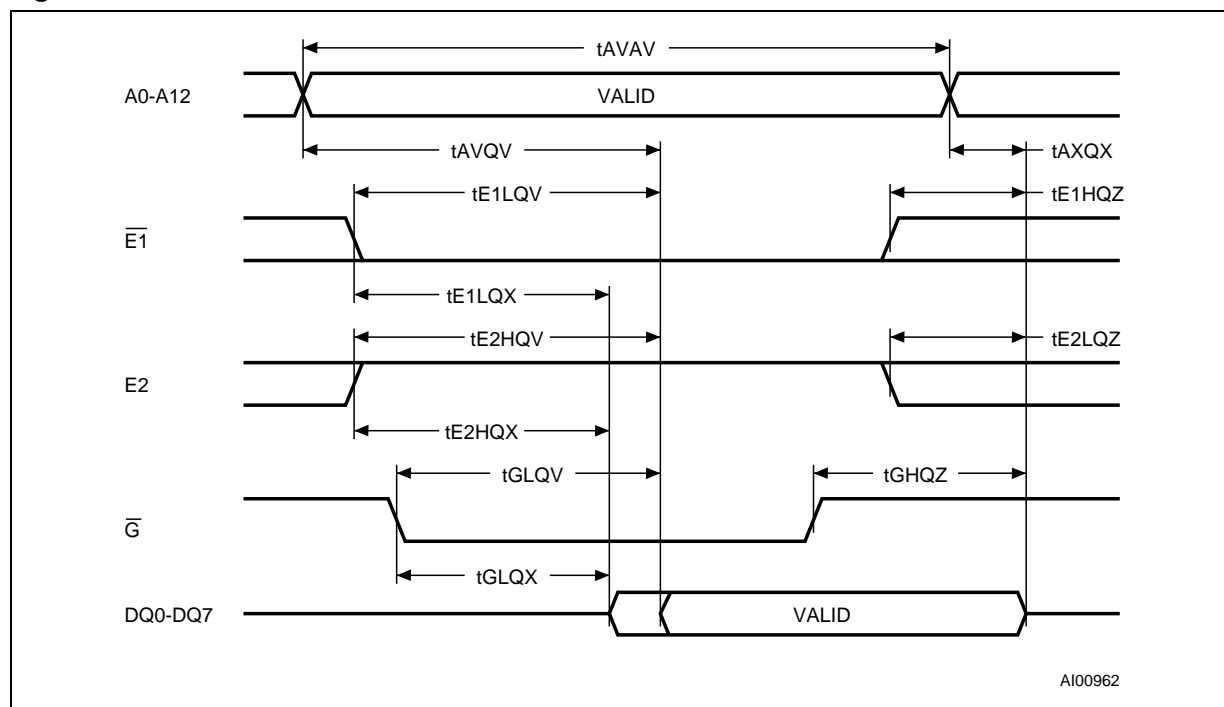 tAVAV
A0-A12
VALID
tAVQV
tAXQX
tE1LQV
tE1HQZ
E1
tE1LQX
tE2HQV
tE2LQZ
E2
tE2HQX
tGLQV
tGHQZ
G
tGLQX
DQ0-DQ7
VALID
AI00962